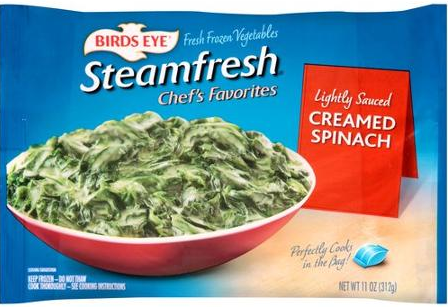 BIRDS EYE®
Fresh Frozen Vegetables
Steamfresh®
Chef's Favorites
Lightly Sauced
CREAMED
SPINACH
Perfectly Cooks
in the Bag!
KEEP FROZEN - DO NOT THAW
COOK THOROUGHLY - SEE COOKING INSTRUCTIONS
NET WT 11 OZ (312g)